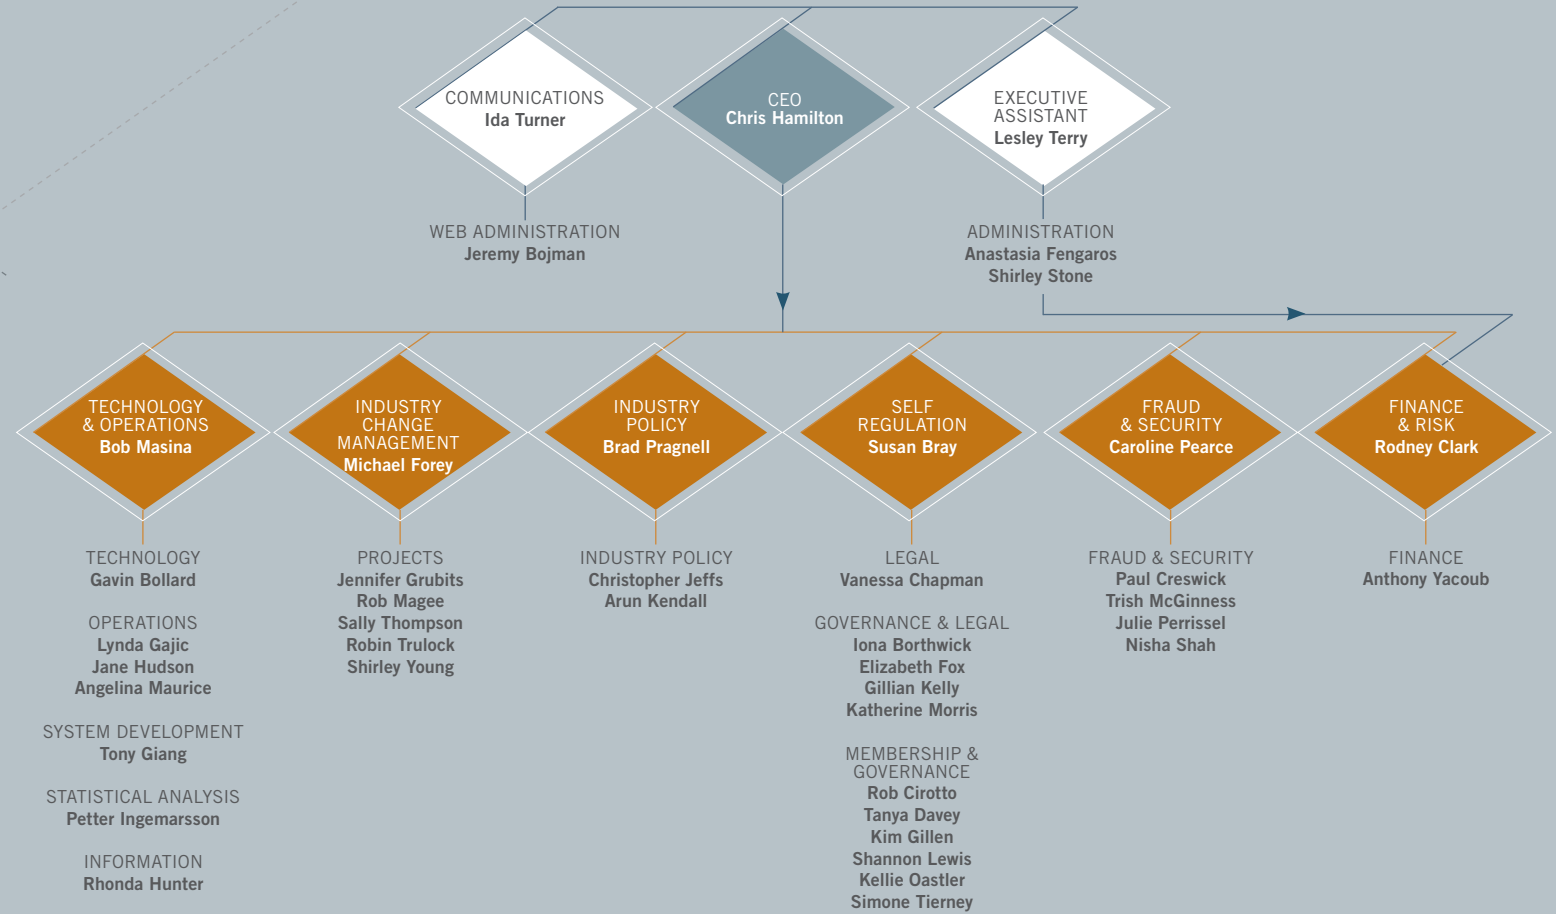 COMMUNICATIONS
Ida Turner
CEO
Chris Hamilton
EXECUTIVE
ASSISTANT
Lesley Terry
WEB ADMINISTRATION
Jeremy Bojman
ADMINISTRATION
Anastasia Fengaros
Shirley Stone
TECHNOLOGY
& OPERATIONS
Bob Masina
INDUSTRY
CHANGE
MANAGEMENT
Michael Forey
INDUSTRY
POLICY
Brad Pragnell
SELF
REGULATION
Susan Bray
FRAUD
& SECURITY
Caroline Pearce
FINANCE
& RISK
Rodney Clark
TECHNOLOGY
Gavin Bollard
OPERATIONS
Lynda Gajic
Jane Hudson
Angelina Maurice
SYSTEM DEVELOPMENT
Tony Giang
STATISTICAL ANALYSIS
Petter Ingemarsson
INFORMATION
Rhonda Hunter
PROJECTS
Jennifer Grubits
Rob Magee
Sally Thompson
Robin Trulock
Shirley Young
INDUSTRY POLICY
Christopher Jeffs
Arun Kendall
LEGAL
Vanessa Chapman
GOVERNANCE & LEGAL
Iona Borthwick
Elizabeth Fox
Gillian Kelly
Katherine Morris
MEMBERSHIP &
GOVERNANCE
Rob Cirotto
Tanya Davey
Kim Gillen
Shannon Lewis
Kellie Oastler
Simone Tierney
FRAUD & SECURITY
Paul Creswick
Trish McGinness
Julie Perrissel
Nisha Shah
FINANCE
Anthony Yacoub